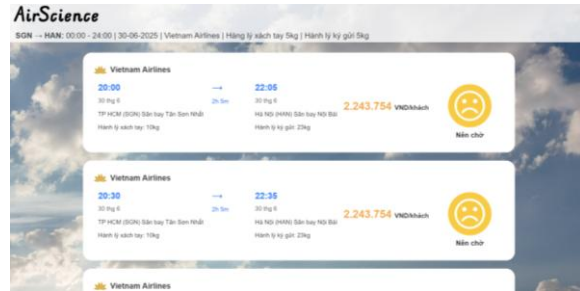 AirScience
SGN → HAN: 00:00 - 24:00 | 30-06-2025 | Vietnam Airlines | Hàng lý xách tay 5kg | Hành lý ký gửi 5kg
Vietnam Airlines
20:00 → 22:05
30 thg 6 2h 5m 30 thg 6
TP HCM (SGN) Sân bay Tân Sơn Nhất Hà Nội (HAN) Sân bay Nội Bài
2.243.754 VND/khách
Hành lý xách tay: 10kg Hành lý ký gửi: 23kg
Nên chờ
Vietnam Airlines
20:30 → 22:35
30 thg 6 2h 5m 30 thg 6
TP HCM (SGN) Sân bay Tân Sơn Nhất Hà Nội (HAN) Sân bay Nội Bài
2.243.754 VND/khách
Hành lý xách tay: 10kg Hành lý ký gửi: 23kg
Nên chờ
Vietnam Airlines